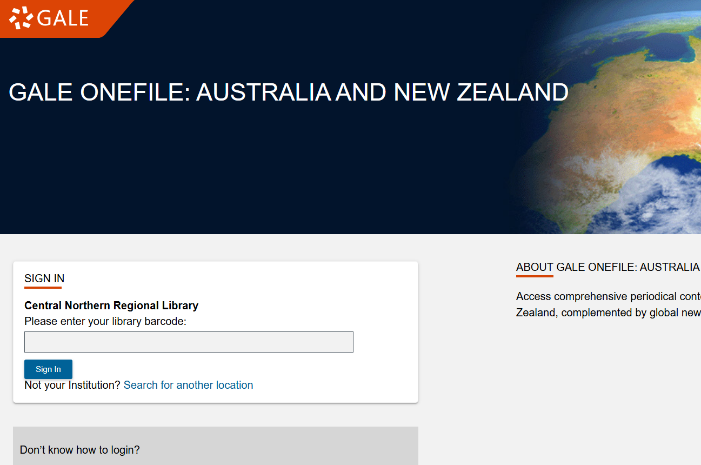 GALE
GALE ONEFILE: AUSTRALIA AND NEW ZEALAND
SIGN IN
Central Northern Regional Library
Please enter your library barcode:
Sign In
Not your Institution? Search for another location
Don't know how to login?
ABOUT GALE ONEFILE: AUSTRALIA
Access comprehensive periodical cont
Zealand, complemented by global new